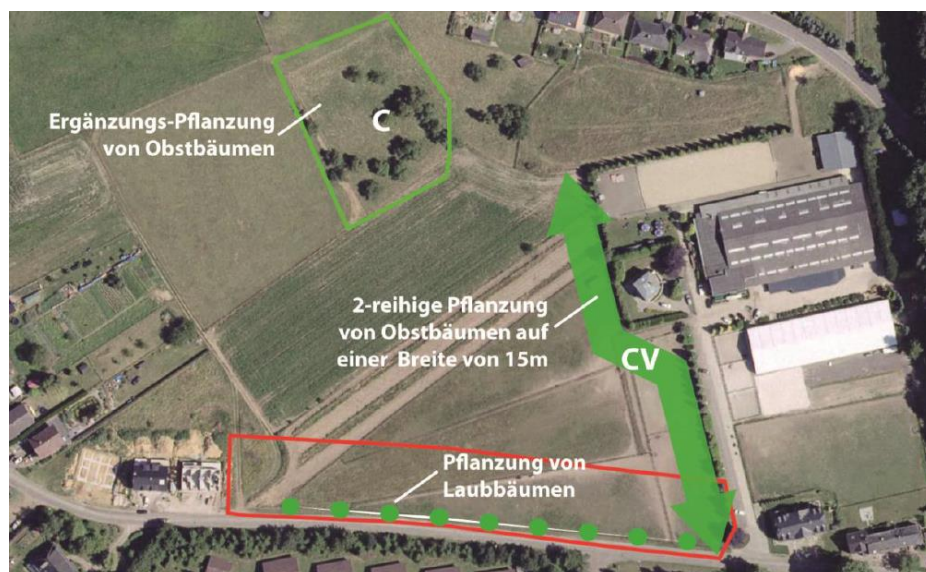 Ergänzungs-Pflanzung
von Obstbäumen
C
2-reihige Pflanzung
von Obstbäumen auf
einer Breite von 15m
CV
Pflanzung von
Laubbäumen